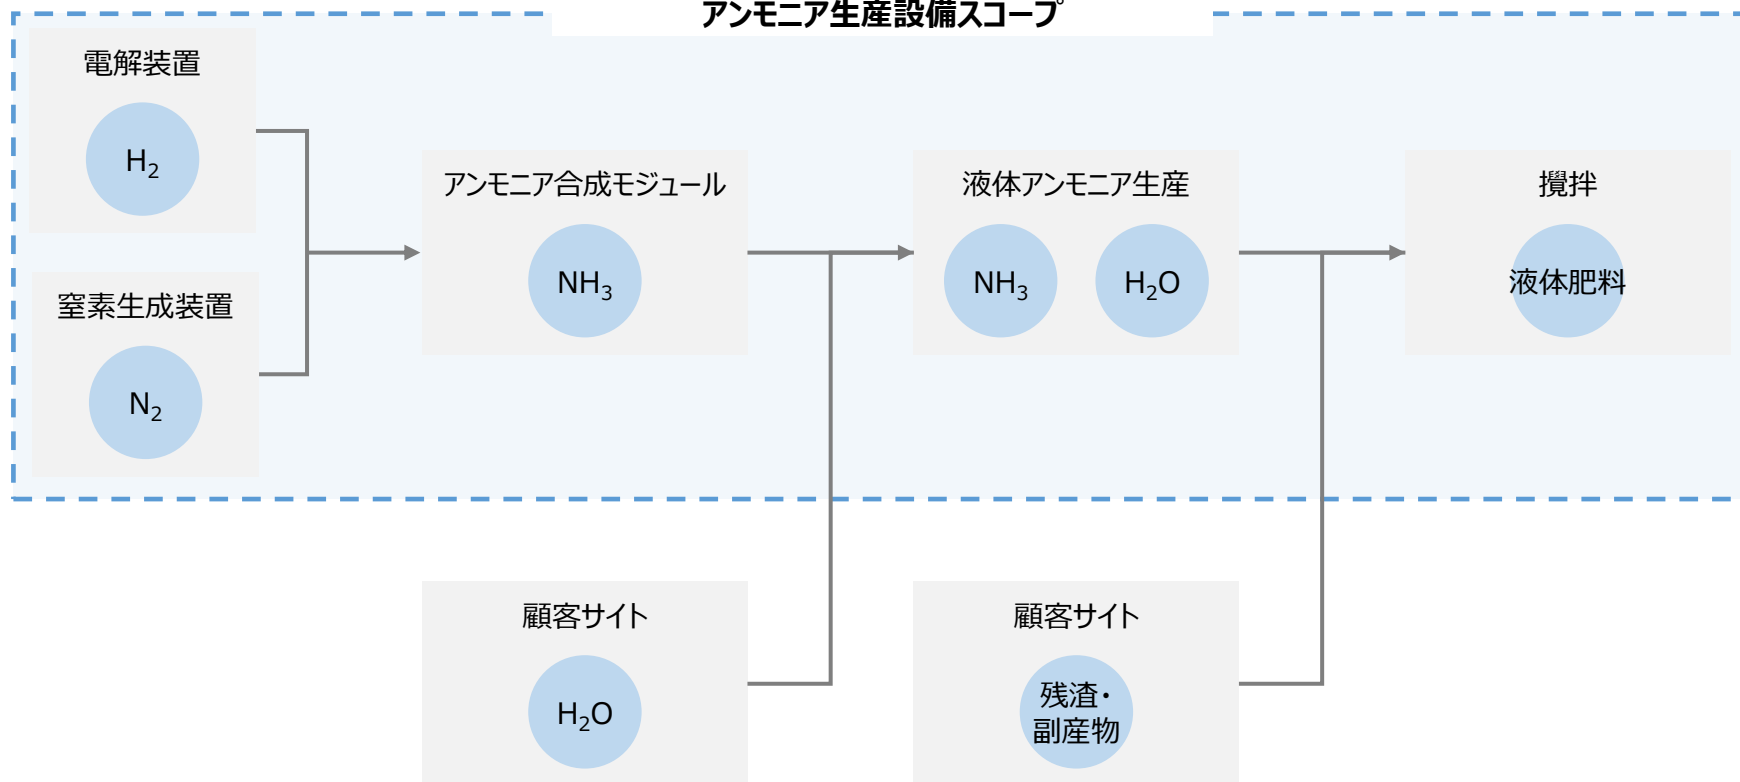 アンモニア生産設備スコープ
電解装置
H₂
窒素生成装置
N₂
アンモニア合成モジュール
NH₃
液体アンモニア生産
NH₃ H₂O
攪拌
液体肥料
顧客サイト
H₂O
顧客サイト
残渣・
副産物